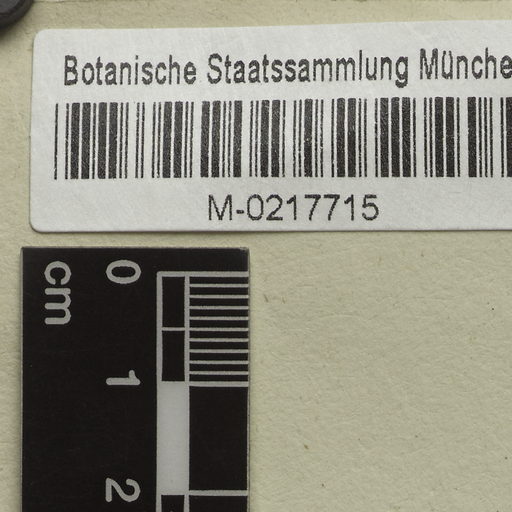 Botanische Staatssammlung Münche
M-0217715
cm
0
1
2